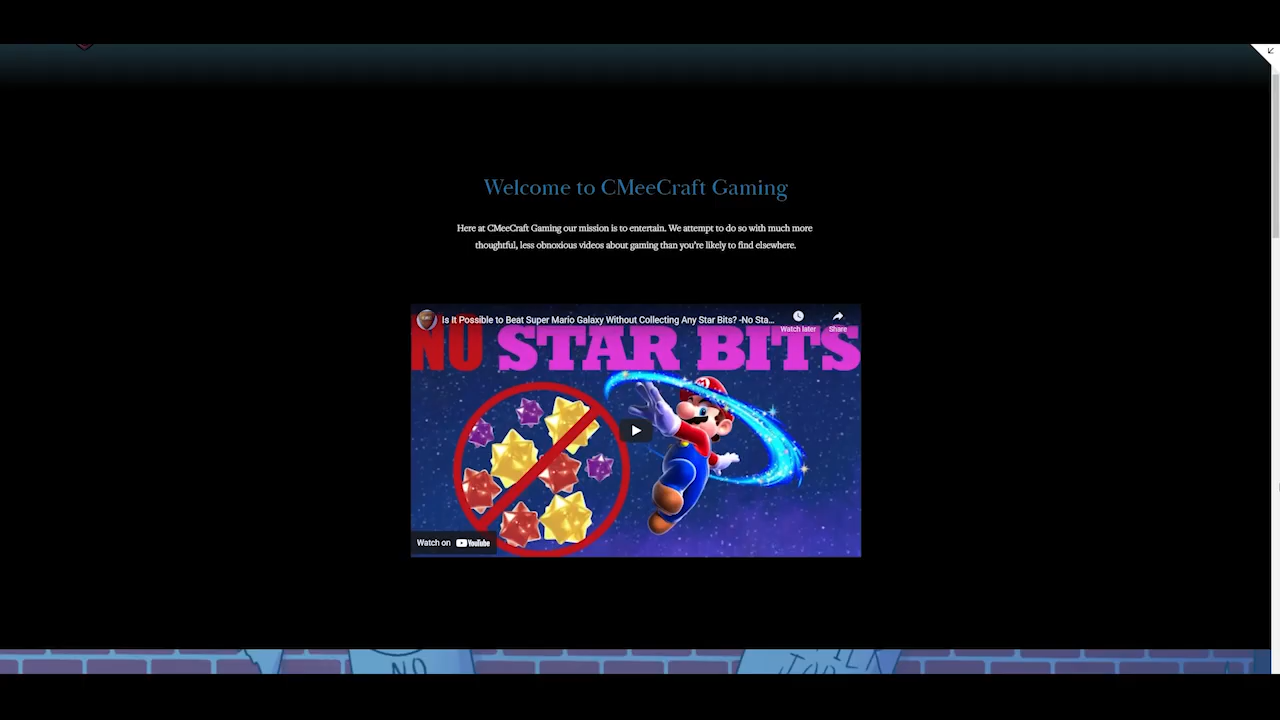 Welcome to CMeeCraft Gaming
Here at CMeeCraft Gaming our mission is to entertain. We attempt to do so with much more
thoughtful, less obnoxious videos about gaming than you're likely to find elsewhere.
Is It Possible to Beat Super Mario Galaxy Without Collecting Any Star Bits? -No Sta...
Watch later
Share
NO STAR BITS
M
Watch on YouTube
NO